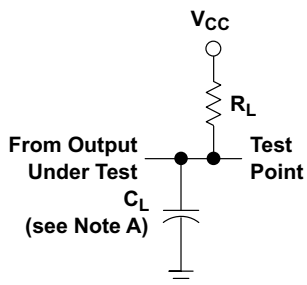 VCC
RL
From Output
Under Test
Test
Point
CL
(see Note A)